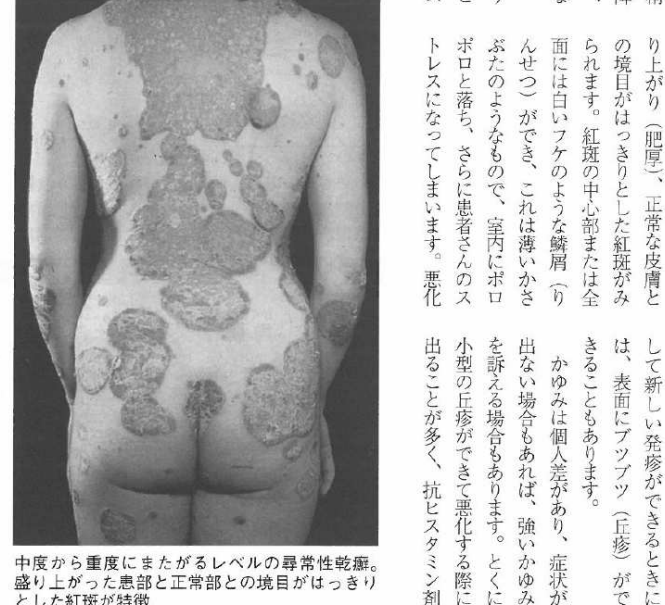 り上がり（肥厚）、正常な皮膚と
の境目がはっきりとした紅斑がみ
られます。紅斑の中心部または全
面には白いフケのような鱗屑（り
んせつ）ができ、これは薄いかさ
ぶたのようなもので、室内にポロ
ポロと落ち、さらに患者さんのス
トレスになってしまいます。悪化
して新しい発疹ができるときに
は、表面にブツブツ（丘疹）がで
きることもあります。
かゆみは個人差があり、症状が
出ない場合もあれば、強いかゆみ
を訴える場合もあります。とくに
小型の丘疹ができて悪化する際に
出ることが多く、抗ヒスタミン剤
中度から重度にまたがるレベルの尋常性乾癬。
盛り上がった患部と正常部との境目がはっきり
とした紅斑が特徴